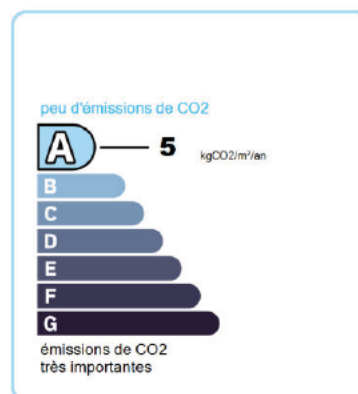 peu d'émissions de CO2
A 5 kgCO2/m²/an
B
C
D
E
F
G
émissions de CO2
très importantes